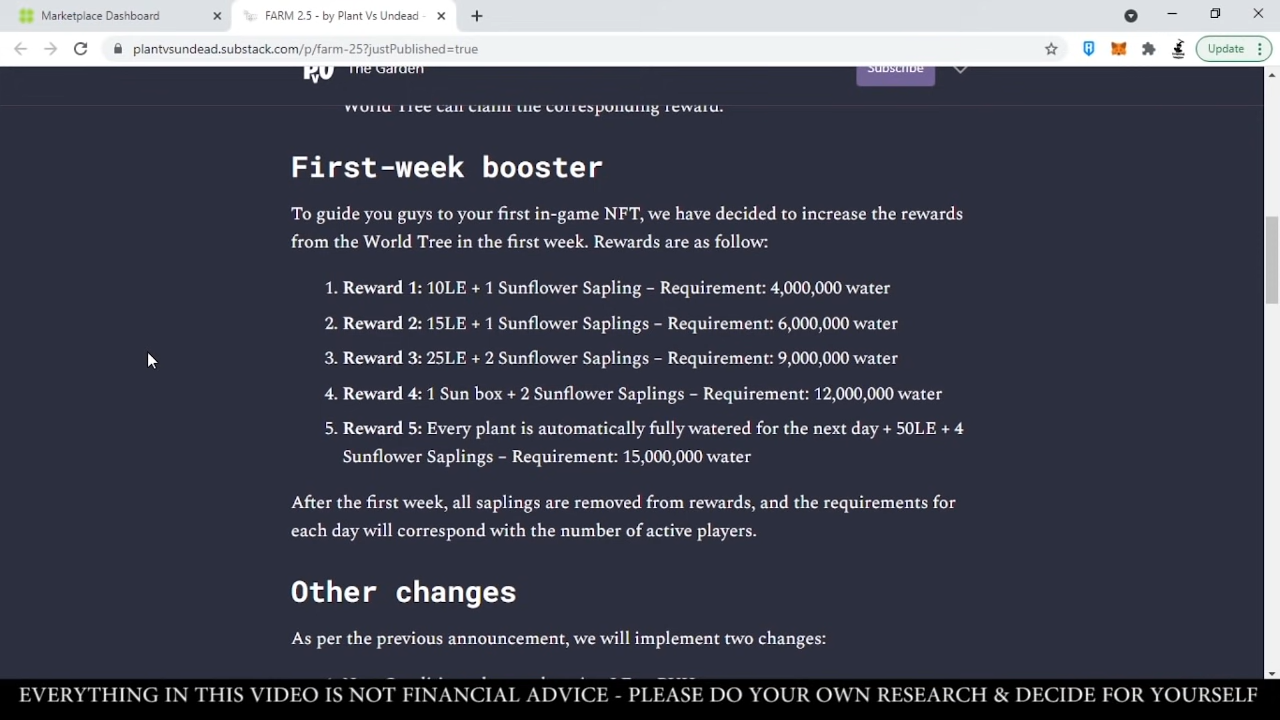 Marketplace Dashboard
FARM 2.5 - by Plant Vs Undead -
plantvsundead.substack.com/p/farm-25?justPublished=true
Update
PvU The Garden
Subscribe
World Tree can claim the corresponding reward.
First-week booster
To guide you guys to your first in-game NFT, we have decided to increase the rewards
from the World Tree in the first week. Rewards are as follow:
1. Reward 1: 10LE + 1 Sunflower Sapling – Requirement: 4,000,000 water
2. Reward 2: 15LE + 1 Sunflower Saplings – Requirement: 6,000,000 water
3. Reward 3: 25LE + 2 Sunflower Saplings – Requirement: 9,000,000 water
4. Reward 4: 1 Sun box + 2 Sunflower Saplings – Requirement: 12,000,000 water
5. Reward 5: Every plant is automatically fully watered for the next day + 50LE + 4
Sunflower Saplings – Requirement: 15,000,000 water
After the first week, all saplings are removed from rewards, and the requirements for
each day will correspond with the number of active players.
Other changes
As per the previous announcement, we will implement two changes:
EVERYTHING IN THIS VIDEO IS NOT FINANCIAL ADVICE - PLEASE DO YOUR OWN RESEARCH & DECIDE FOR YOURSELF